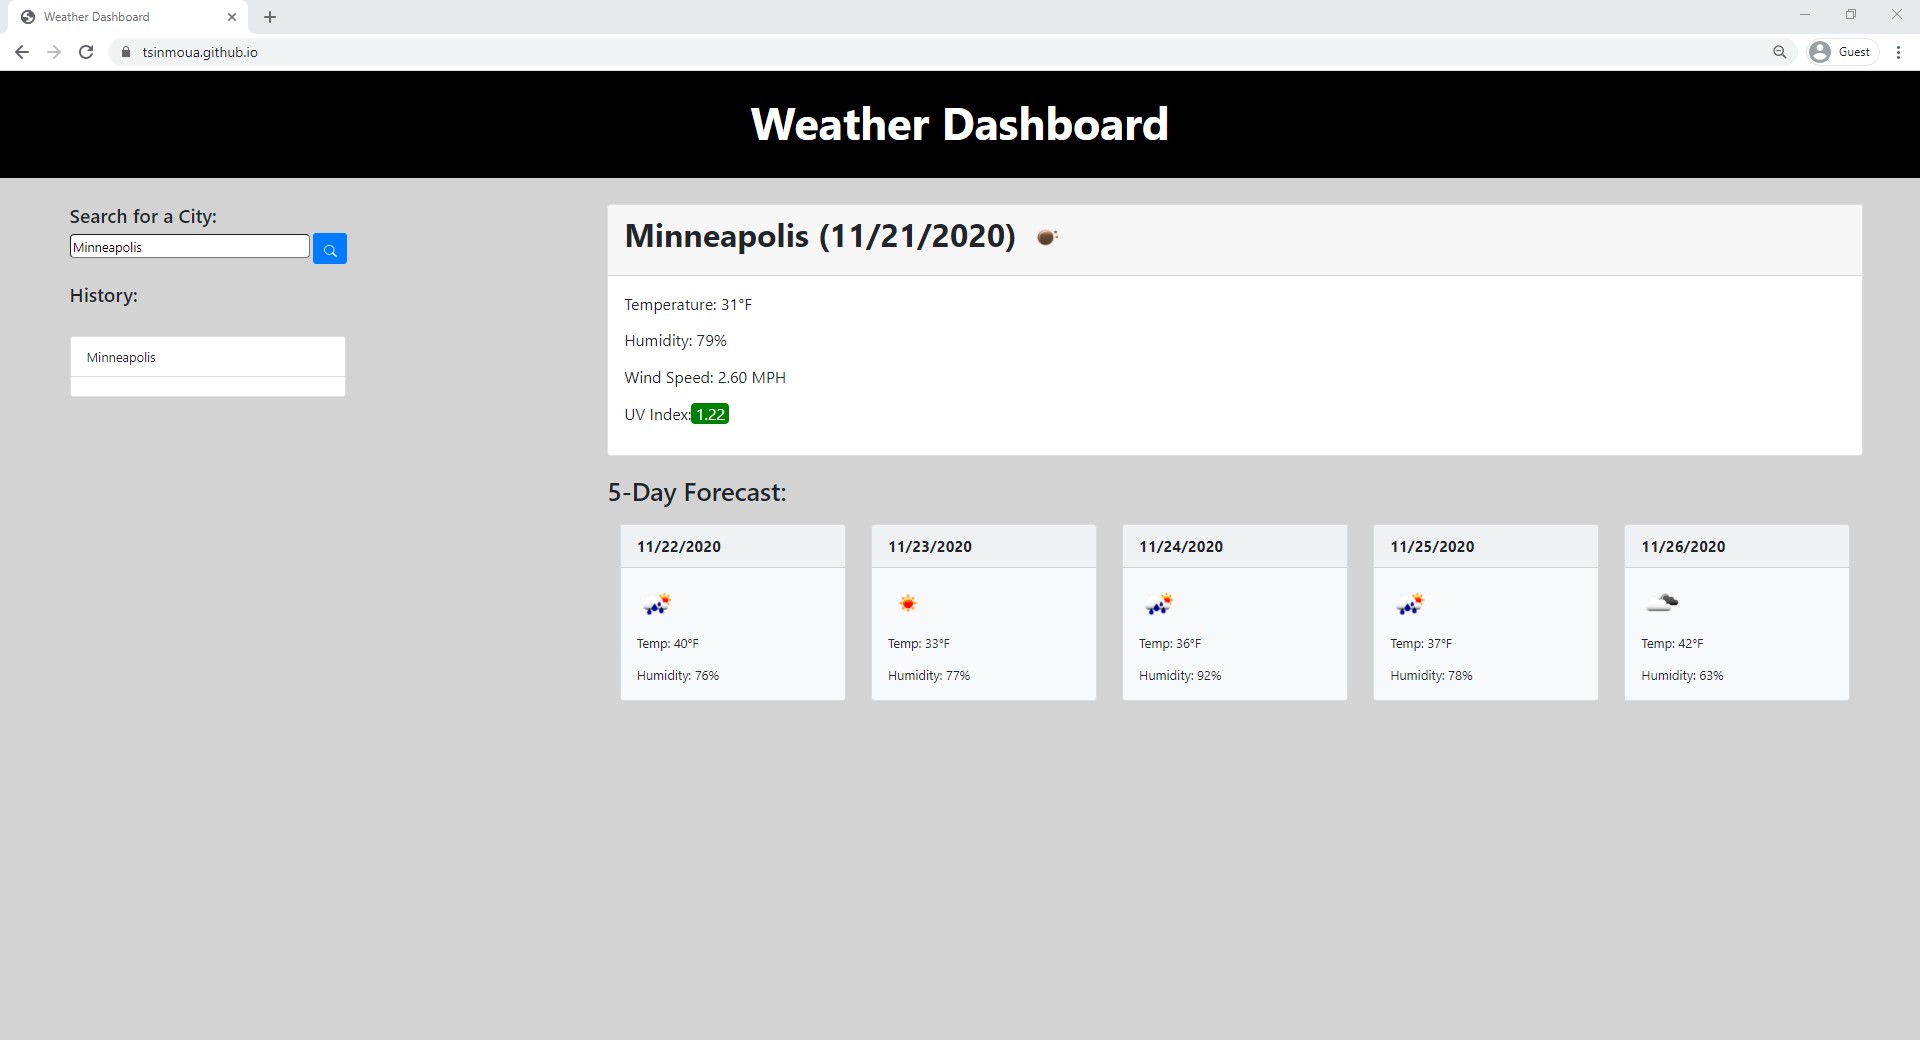 Weather Dashboard
tsinmoua.github.io
Guest
Weather Dashboard
Search for a City:
Minneapolis
History:
Minneapolis
Minneapolis (11/21/2020)
Temperature: 31°F
Humidity: 79%
Wind Speed: 2.60 MPH
UV Index: 1.22
5-Day Forecast:
11/22/2020
Temp: 40°F
Humidity: 76%
11/23/2020
Temp: 33°F
Humidity: 77%
11/24/2020
Temp: 36°F
Humidity: 92%
11/25/2020
Temp: 37°F
Humidity: 78%
11/26/2020
Temp: 42°F
Humidity: 63%